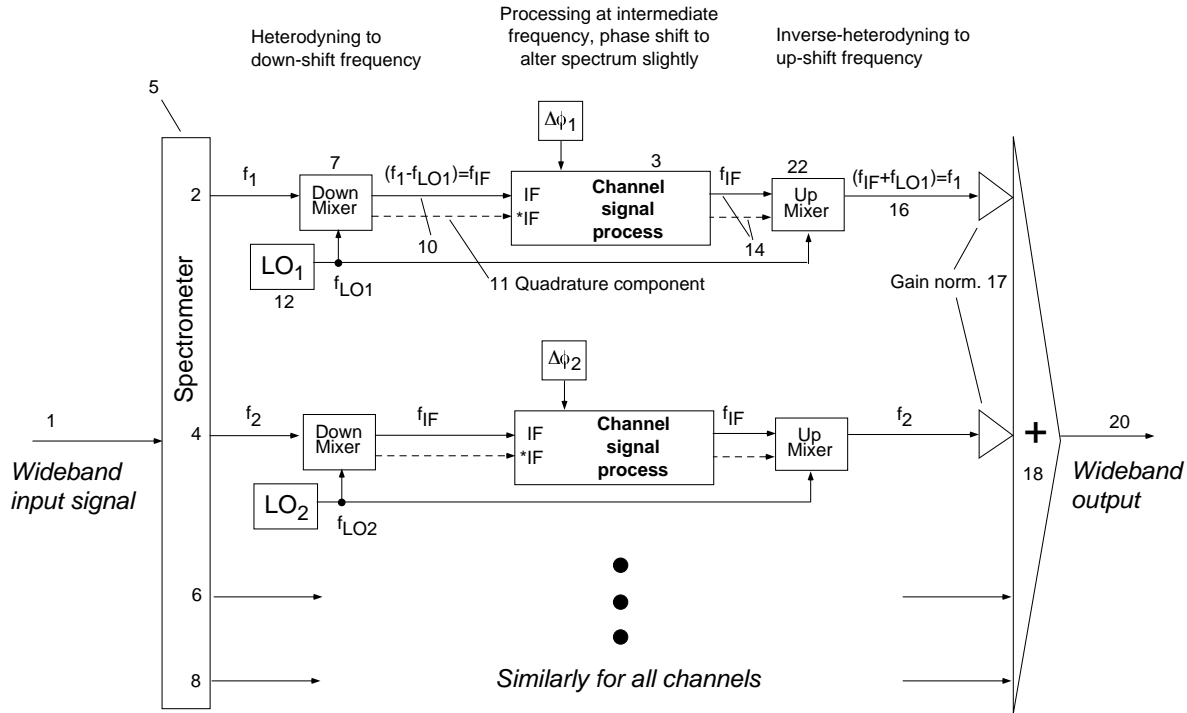 Heterodyning to
down-shift frequency
Processing at intermediate
frequency, phase shift to
alter spectrum slightly
Inverse-heterodyning to
up-shift frequency
5
Spectrometer
2
f1
7
Down
Mixer
(f1-fLO1)=fIF
10
Δϕ1
3
IF
*IF
Channel
signal
process
fIF
14
22
Up
Mixer
(fIF+fLO1)=f1
16
LO1
12
fLO1
11 Quadrature component
Gain norm. 17
1
Wideband
input signal
4
f2
Down
Mixer
fIF
Δϕ2
IF
*IF
Channel
signal
process
fIF
Up
Mixer
f2
LO2
fLO2
+
18
20
Wideband
output
6
8
Similarly for all channels